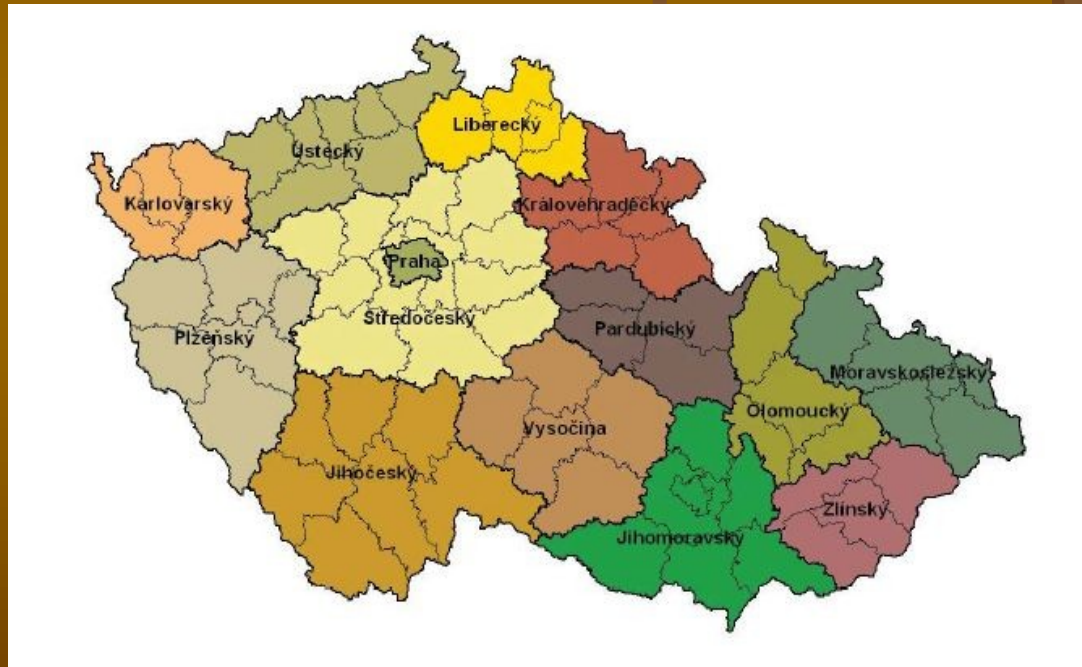 Liberecký
Ústecký
Karlovarský
Královéhradecký
Praha
Středočeský
Pardubický
Plzeňský
Moravskoslezský
Olomoucký
Vysočina
Jihočeský
Zlínský
Jihomoravský